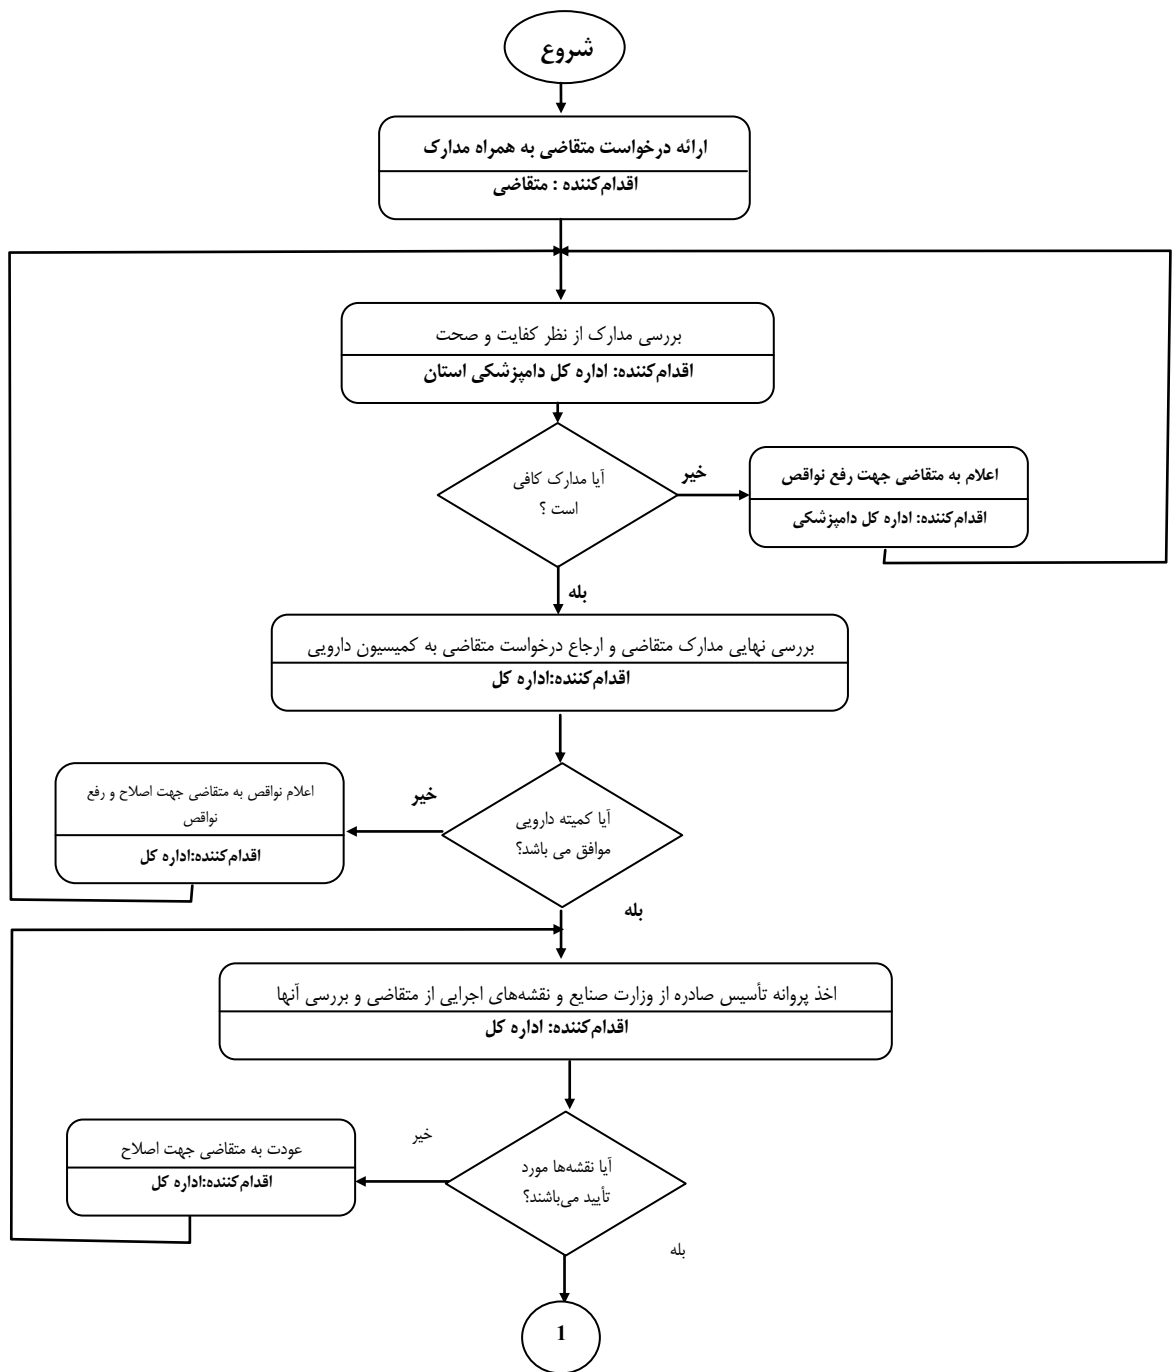 شروع
ارائه درخواست متقاضی به همراه مدارک
اقدام‌کننده : متقاضی
بررسی مدارک از نظر کفایت و صحت
اقدام‌کننده: اداره کل دامپزشکی استان
آیا مدارک کافی
است ؟
خیر
اعلام به متقاضی جهت رفع نواقص
اقدام‌کننده: اداره کل دامپزشکی
بله
بررسی نهایی مدارک متقاضی و ارجاع درخواست متقاضی به کمیسیون دارویی
اقدام‌کننده:اداره کل
آیا کمیته دارویی
موافق می باشد؟
خیر
اعلام نواقص به متقاضی جهت اصلاح و رفع
نواقص
اقدام‌کننده:اداره کل
بله
اخذ پروانه تأسیس صادره از وزارت صنایع و نقشه‌های اجرایی از متقاضی و بررسی آنها
اقدام‌کننده: اداره کل
آیا نقشه‌ها مورد
تأیید می‌باشند؟
خیر
عودت به متقاضی جهت اصلاح
اقدام‌کننده:اداره کل
بله
1